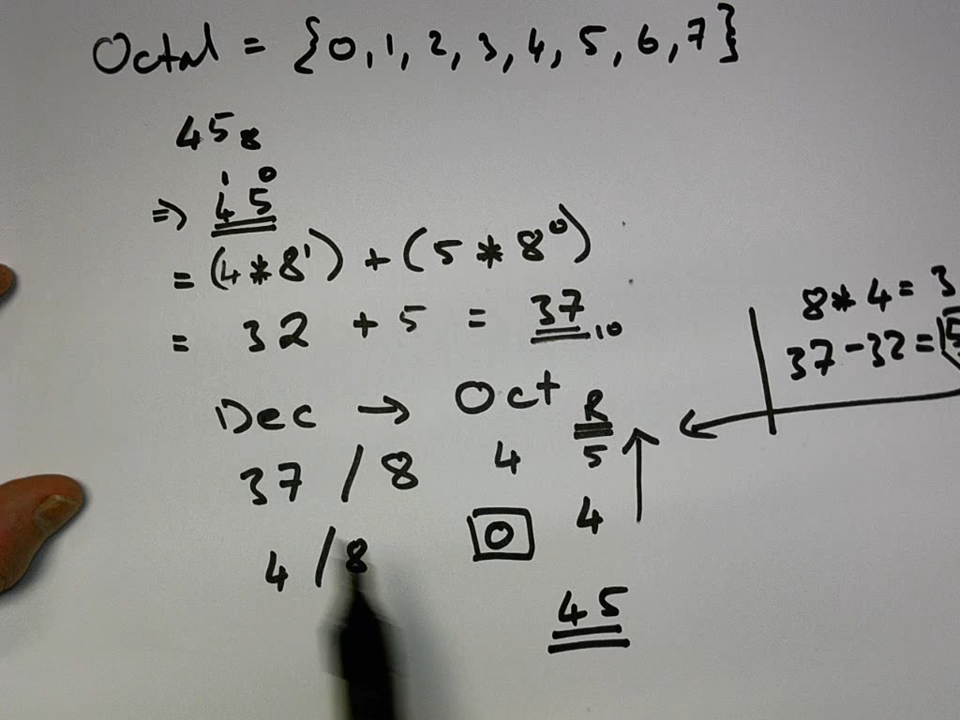 Octal = {0,1,2,3,4,5,6,7}
45₈
1 0
⇒ 45
= (4*8¹) + (5*8⁰)
= 32 + 5 = 37₁₀
8*4=3
37-32=5
Dec → Oct R
37 / 8 4 5
4 / 8 0 4
45